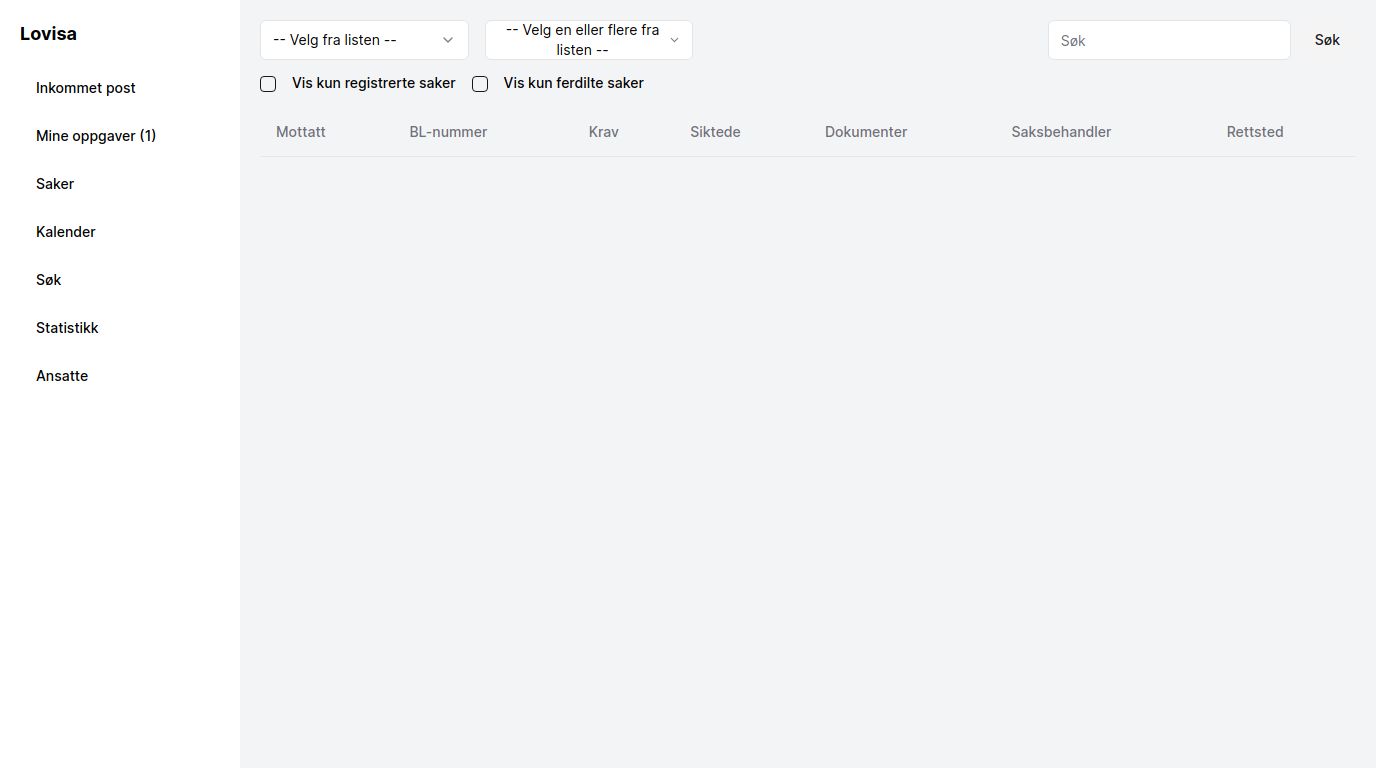 Lovisa
Inkommet post
Mine oppgaver (1)
Saker
Kalender
Søk
Statistikk
Ansatte
-- Velg fra listen --
-- Velg en eller flere fra
listen --
Søk
Søk
Vis kun registrerte saker
Vis kun ferdilte saker
Mottatt BL-nummer Krav Siktede Dokumenter Saksbehandler Rettsted